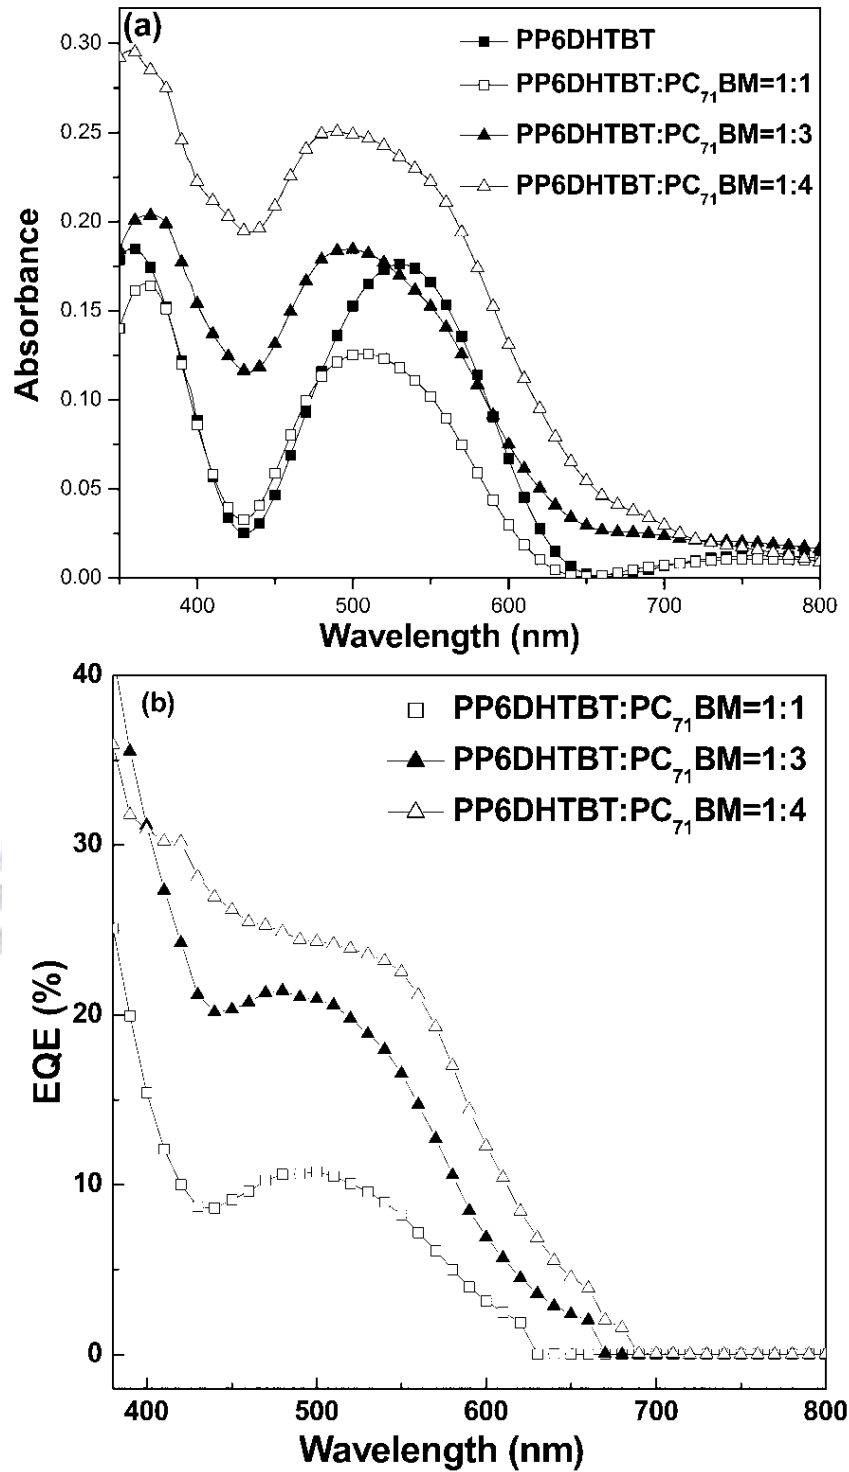 (a)
PP6DHTBT
PP6DHTBT:PC₇₁BM=1:1
PP6DHTBT:PC₇₁BM=1:3
PP6DHTBT:PC₇₁BM=1:4
0.30
0.25
0.20
0.15
0.10
0.05
0.00
Absorbance
400 500 600 700 800
Wavelength (nm)
(b)
PP6DHTBT:PC₇₁BM=1:1
PP6DHTBT:PC₇₁BM=1:3
PP6DHTBT:PC₇₁BM=1:4
40
30
20
10
0
EQE (%)
400 500 600 700 800
Wavelength (nm)